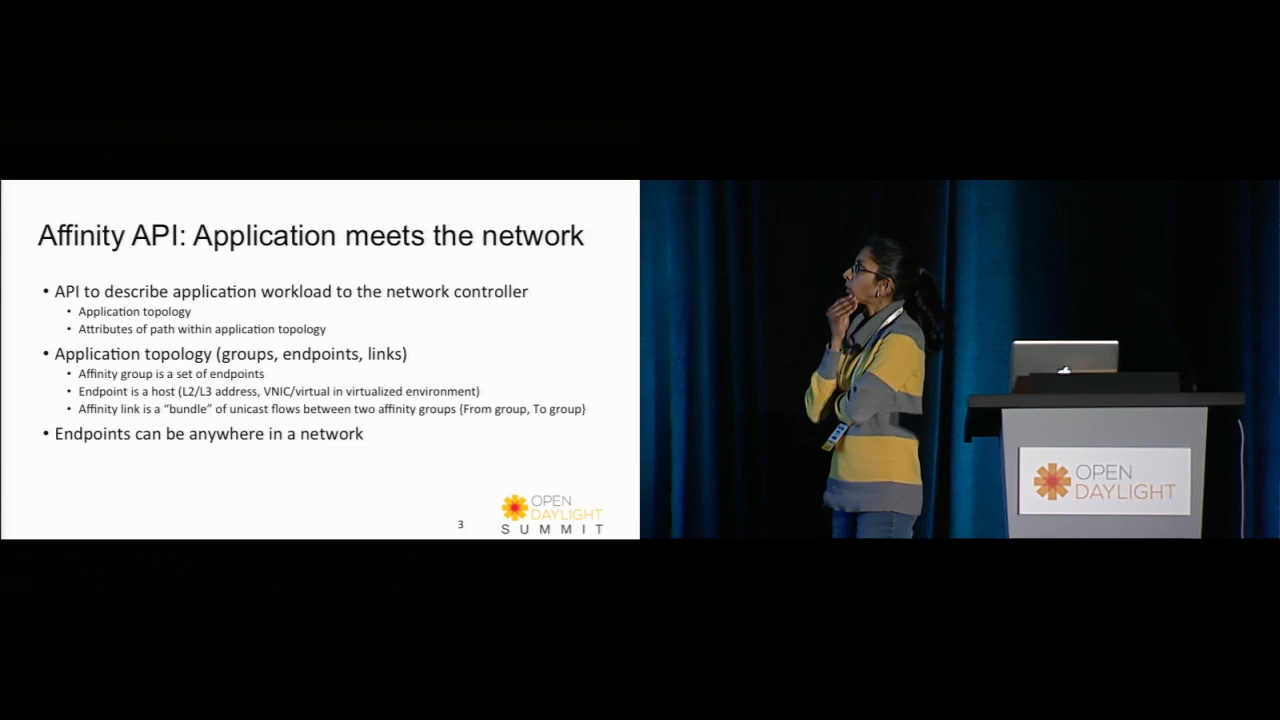 Affinity API: Application meets the network
• API to describe application workload to the network controller
• Application topology
• Attributes of path within application topology
• Application topology (groups, endpoints, links)
• Affinity group is a set of endpoints
• Endpoint is a host (L2/L3 address, VNIC/virtual in virtualized environment)
• Affinity link is a “bundle” of unicast flows between two affinity groups {From group, To group}
• Endpoints can be anywhere in a network
3
OPEN
DAYLIGHT
SUMMIT
OPEN
DAYLIGHT